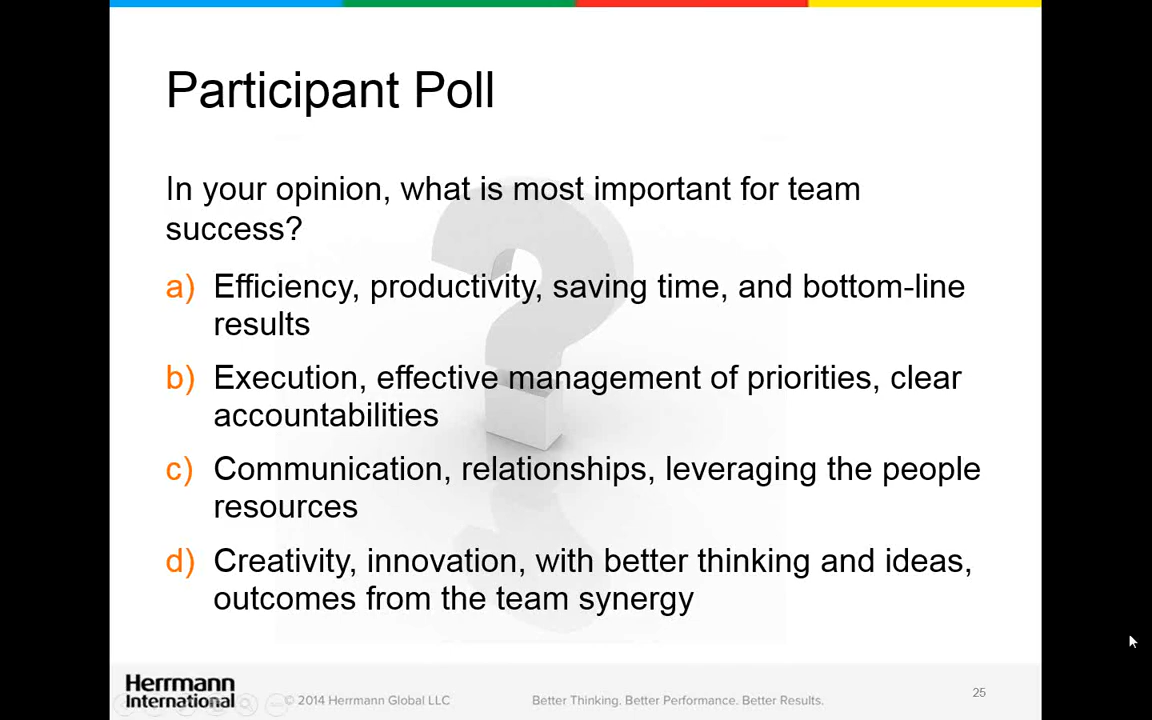 Participant Poll
In your opinion, what is most important for team
success?
a) Efficiency, productivity, saving time, and bottom-line
results
b) Execution, effective management of priorities, clear
accountabilities
c) Communication, relationships, leveraging the people
resources
d) Creativity, innovation, with better thinking and ideas,
outcomes from the team synergy
Herrmann
International
© 2014 Herrmann Global LLC
Better Thinking. Better Performance. Better Results.
25